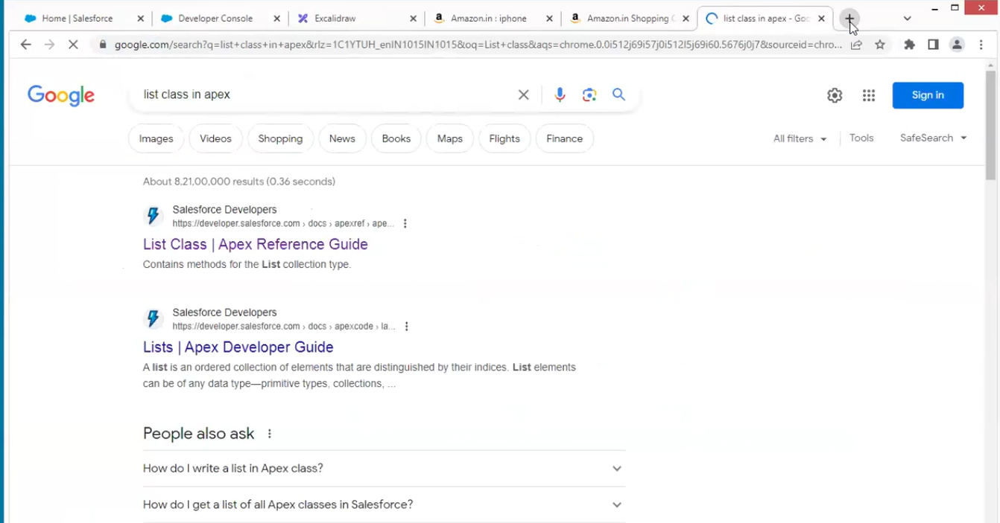 Home | Salesforce
Developer Console
Excalidraw
Amazon.in : iphone
Amazon.in Shopping C
list class in apex - Goo
google.com/search?q=list+class+in+apex&rlz=1C1YTUH_enIN1015IN1015&oq=List+class&aqs=chrome.0.0i512j69i57j0i512l5j69i60.5676j0j7&sourceid=chro...
Google
list class in apex
Sign in
Images
Videos
Shopping
News
Books
Maps
Flights
Finance
All filters
Tools
SafeSearch
About 8,21,00,000 results (0.36 seconds)
Salesforce Developers
https://developer.salesforce.com › docs › apexref › ape...
List Class | Apex Reference Guide
Contains methods for the List collection type.
Salesforce Developers
https://developer.salesforce.com › docs › apexcode › la...
Lists | Apex Developer Guide
A list is an ordered collection of elements that are distinguished by their indices. List elements
can be of any data type—primitive types, collections, ...
People also ask
How do I write a list in Apex class?
How do I get a list of all Apex classes in Salesforce?